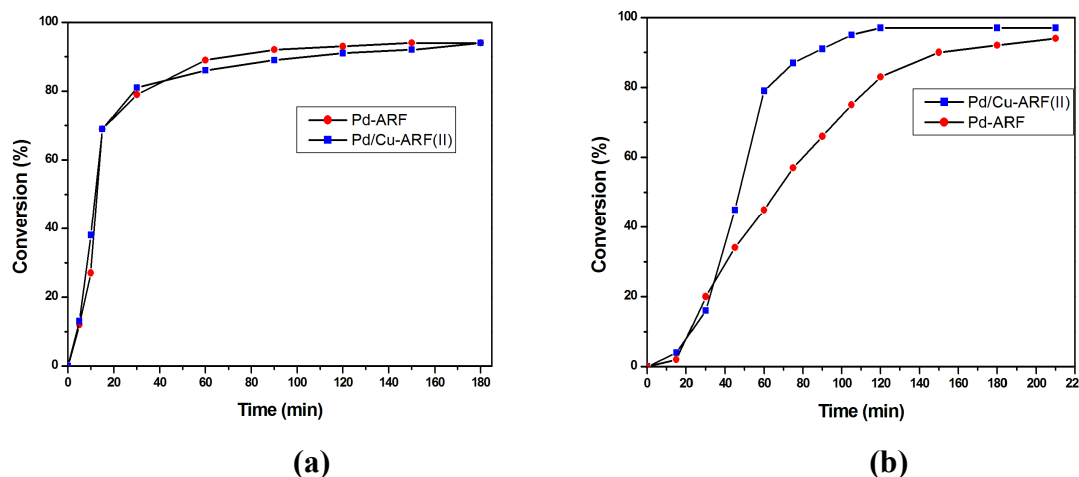 100
80
60
40
20
0
Conversion (%)
Pd-ARF
Pd/Cu-ARF(II)
0 20 40 60 80 100 120 140 160 180
Time (min)
(a)
100
80
60
40
20
0
Conversion (%)
Pd/Cu-ARF(II)
Pd-ARF
0 20 40 60 80 100 120 140 160 180 200 22
Time (min)
(b)